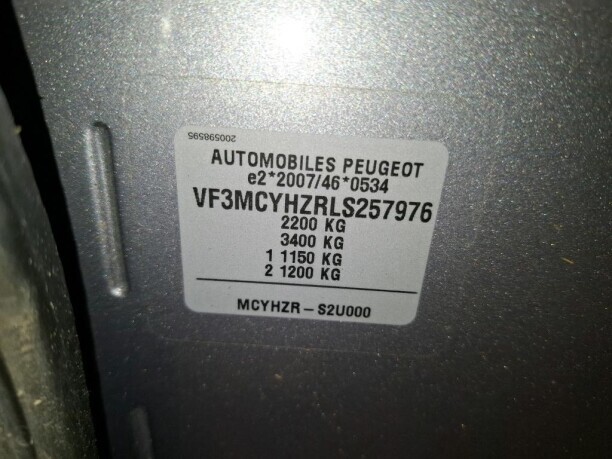 200598595
AUTOMOBILES PEUGEOT
e2*2007/46*0534
VF3MCYHZRLS257976
2200 KG
3400 KG
1 1150 KG
2 1200 KG
MCYHZR – S2U000